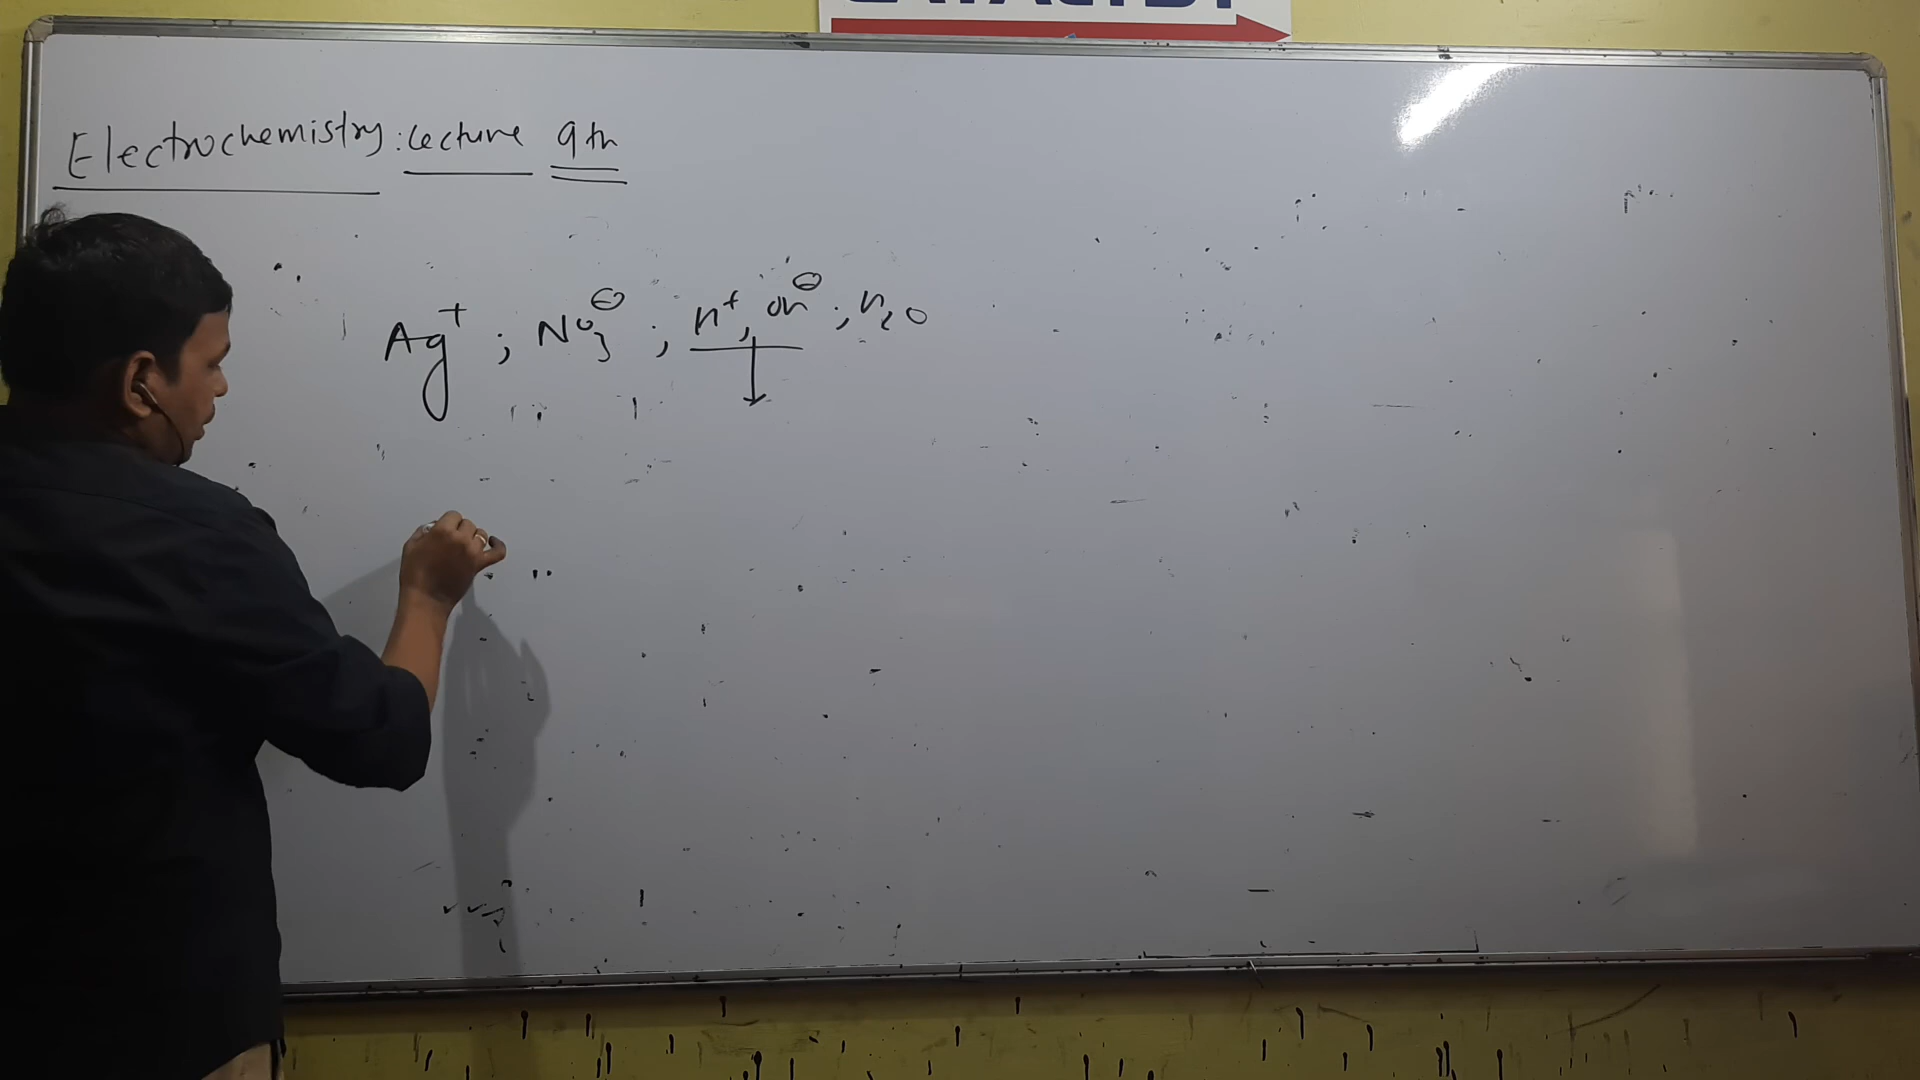 Electrochemistry: Lecture 9th
Ag⁺ ; NO₃⊖ ; H⁺, OH⊖ ; H₂O